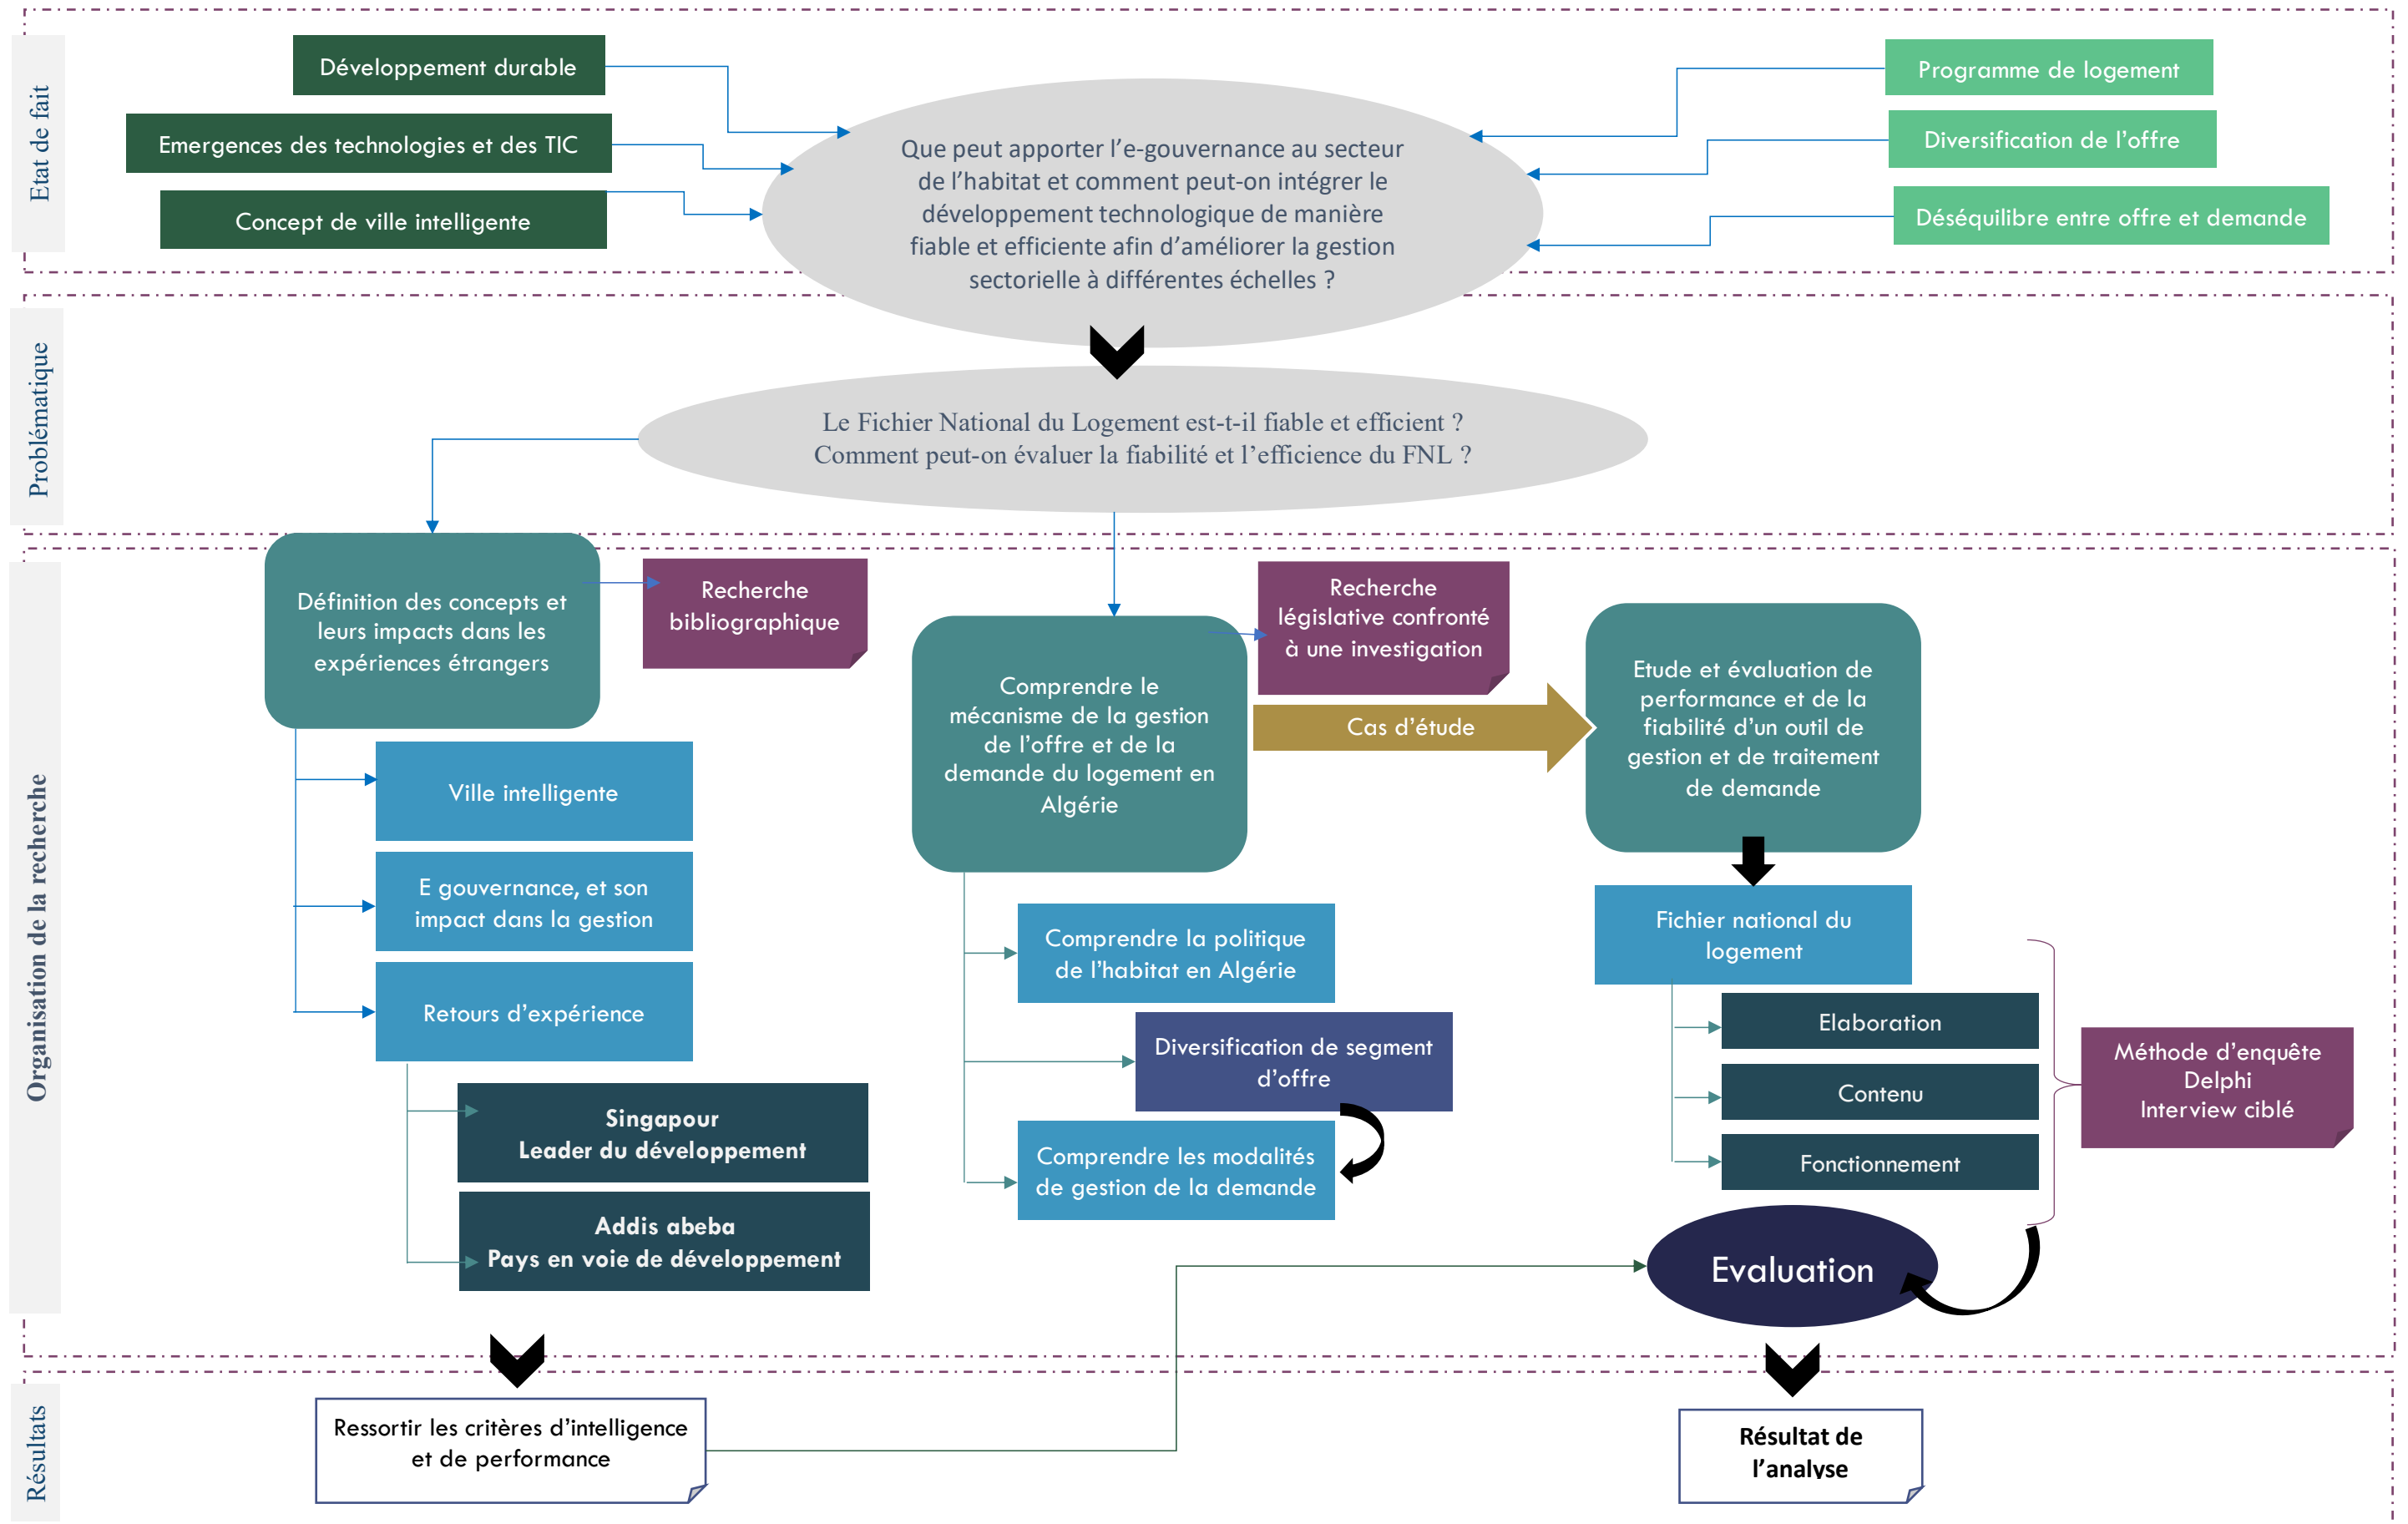 Etat de fait
Développement durable
Emergences des technologies et des TIC
Concept de ville intelligente
Que peut apporter l’e-gouvernance au secteur
de l’habitat et comment peut-on intégrer le
développement technologique de manière
fiable et efficiente afin d’améliorer la gestion
sectorielle à différentes échelles ?
Programme de logement
Diversification de l’offre
Déséquilibre entre offre et demande
Problématique
Le Fichier National du Logement est-t-il fiable et efficient ?
Comment peut-on évaluer la fiabilité et l’efficience du FNL ?
Organisation de la recherche
Définition des concepts et
leurs impacts dans les
expériences étrangers
Recherche
bibliographique
Ville intelligente
E gouvernance, et son
impact dans la gestion
Retours d’expérience
Singapour
Leader du développement
Addis abeba
Pays en voie de développement
Comprendre le
mécanisme de la gestion
de l’offre et de la
demande du logement en
Algérie
Recherche
législative confronté
à une investigation
Cas d’étude
Comprendre la politique
de l’habitat en Algérie
Diversification de segment
d’offre
Comprendre les modalités
de gestion de la demande
Etude et évaluation de
performance et de la
fiabilité d’un outil de
gestion et de traitement
de demande
Fichier national du
logement
Elaboration
Contenu
Fonctionnement
Méthode d’enquête
Delphi
Interview ciblé
Evaluation
Résultats
Ressortir les critères d’intelligence
et de performance
Résultat de
l’analyse